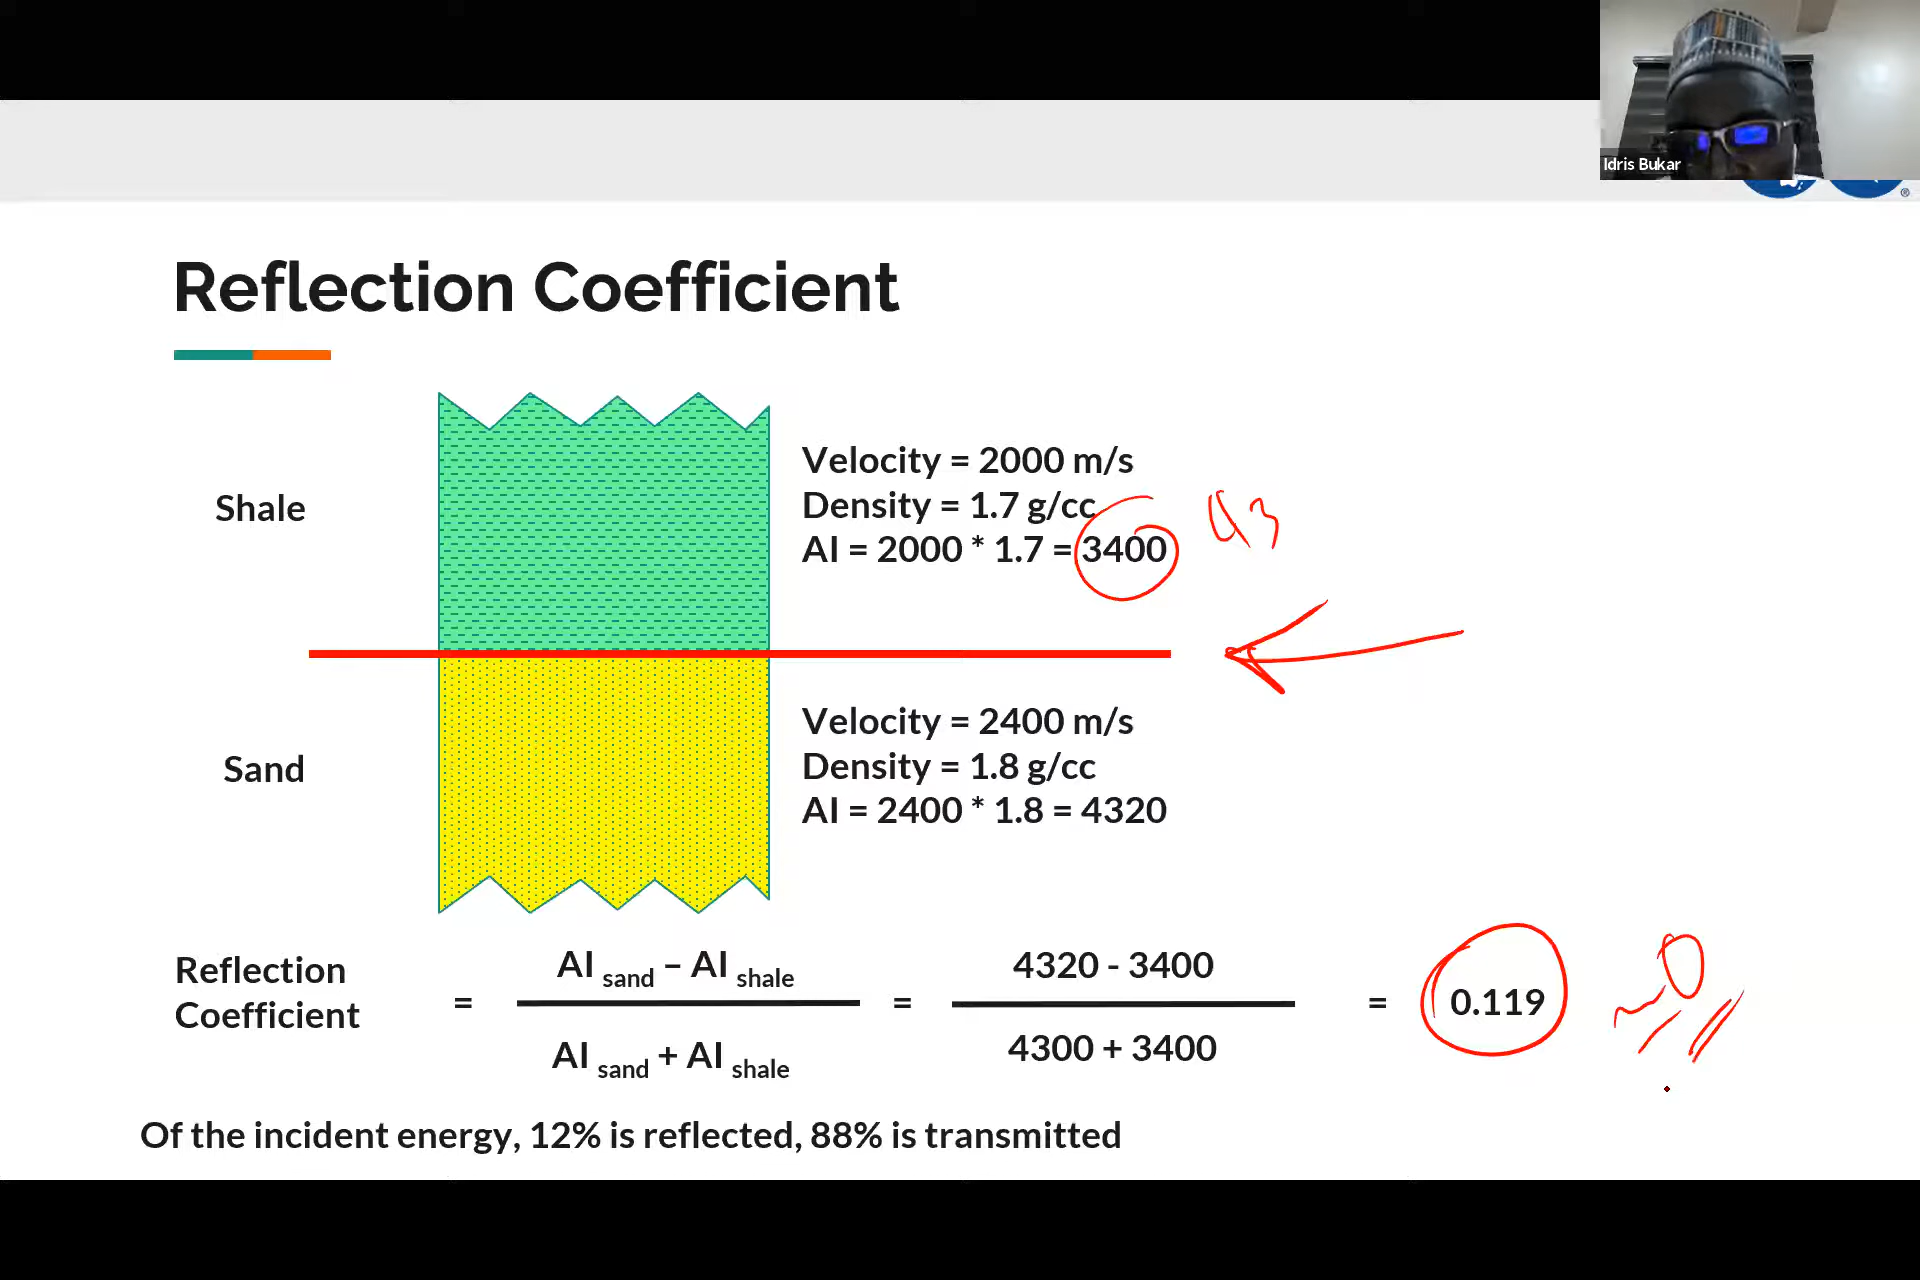 Idris Bukar
®
Reflection Coefficient
Shale
Velocity = 2000 m/s
Density = 1.7 g/cc
AI = 2000 * 1.7 = 3400
Sand
Velocity = 2400 m/s
Density = 1.8 g/cc
AI = 2400 * 1.8 = 4320
Reflection
Coefficient
=
AI sand – AI shale
AI sand + AI shale
=
4320 - 3400
4300 + 3400
=
0.119
~0
Of the incident energy, 12% is reflected, 88% is transmitted